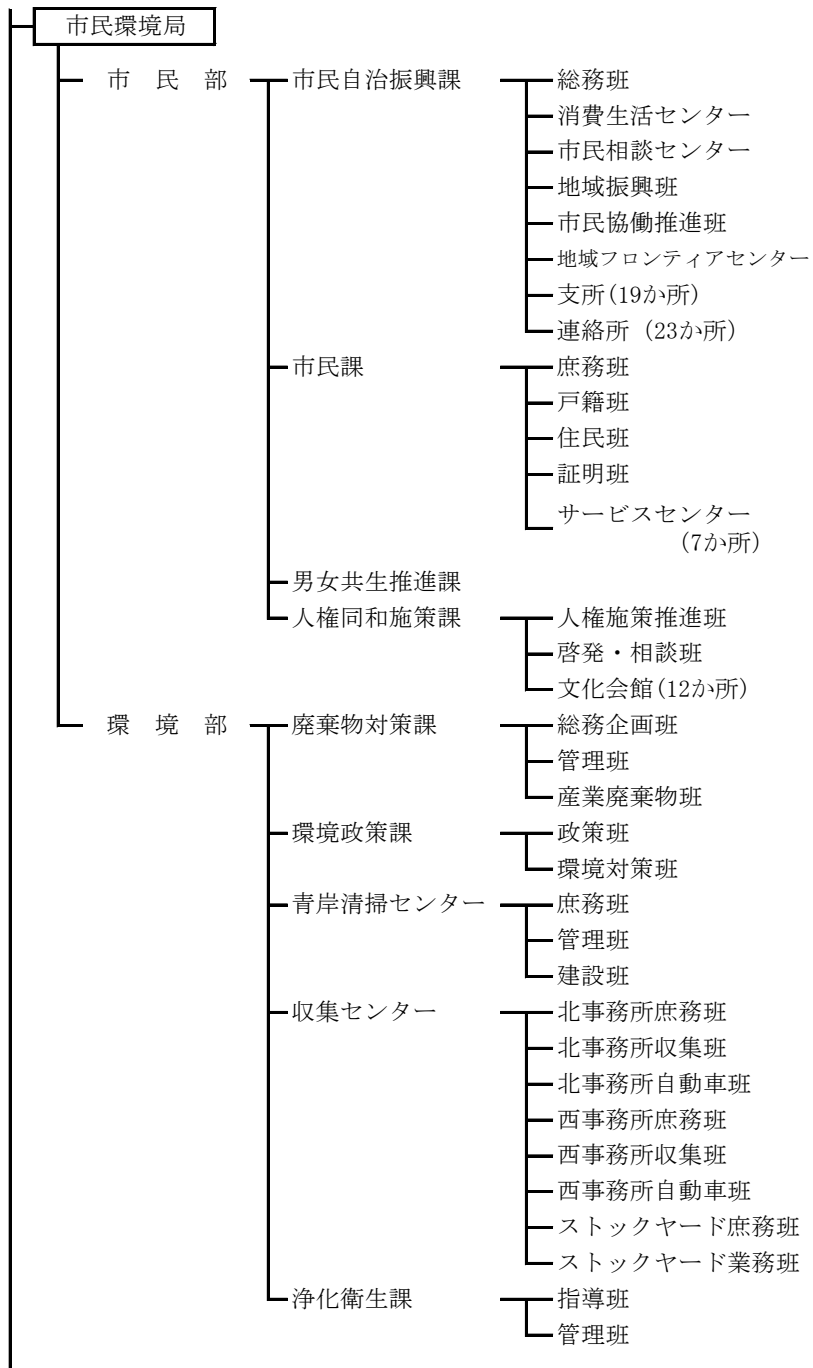 市民環境局
市　民　部　市民自治振興課　総務班
消費生活センター
市民相談センター
地域振興班
市民協働推進班
地域フロンティアセンター
支所(19か所)
連絡所 (23か所)
市民課　庶務班
戸籍班
住民班
証明班
サービスセンター
(7か所)
男女共生推進課
人権同和施策課　人権施策推進班
啓発・相談班
文化会館(12か所)
環　境　部　廃棄物対策課　総務企画班
管理班
産業廃棄物班
環境政策課　政策班
環境対策班
青岸清掃センター　庶務班
管理班
建設班
収集センター　北事務所庶務班
北事務所収集班
北事務所自動車班
西事務所庶務班
西事務所収集班
西事務所自動車班
ストックヤード庶務班
ストックヤード業務班
浄化衛生課　指導班
管理班